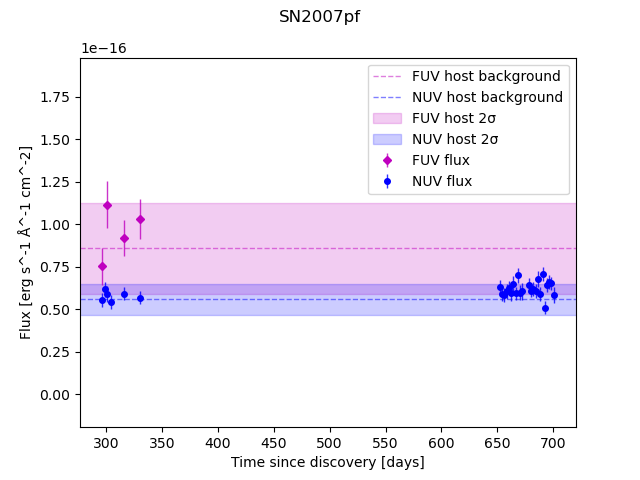 SN2007pf
1e−16
FUV host background
NUV host background
FUV host 2σ
NUV host 2σ
FUV flux
NUV flux
1.75
1.50
1.25
1.00
0.75
0.50
0.25
0.00
Flux [erg s^-1 Å^-1 cm^-2]
300 350 400 450 500 550 600 650 700
Time since discovery [days]